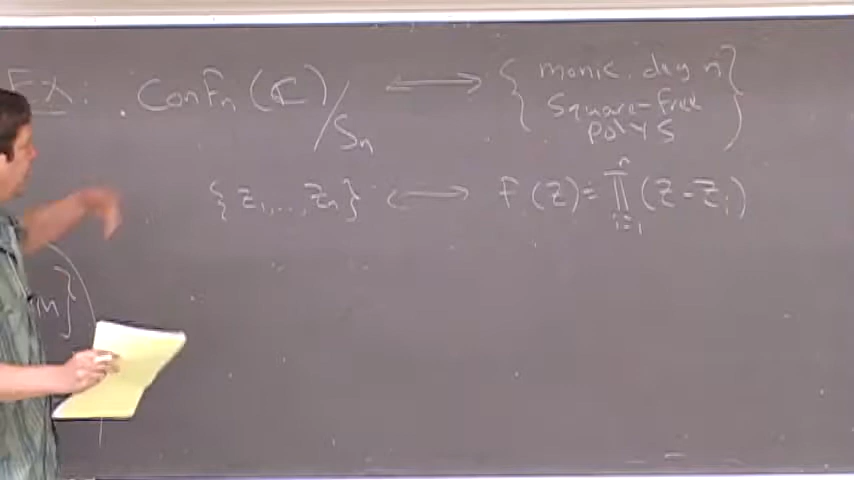 EX: Conf_n (ℂ)/S_n ⟷ { monic, deg n square-free polys }
{z_1, ..., z_n} ⟷ F(z) = ∏_{i=1}^{n} (z - z_i)